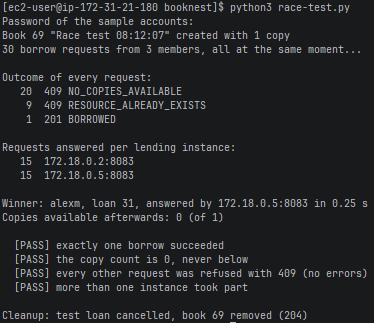 [ec2-user@ip-172-31-21-180 booknest]$ python3 race-test.py
Password of the sample accounts:
Book 69 "Race test 08:12:07" created with 1 copy
30 borrow requests from 3 members, all at the same moment...
Outcome of every request:
20 409 NO_COPIES_AVAILABLE
9 409 RESOURCE_ALREADY_EXISTS
1 201 BORROWED
Requests answered per lending instance:
15 172.18.0.2:8083
15 172.18.0.5:8083
Winner: alexm, loan 31, answered by 172.18.0.5:8083 in 0.25 s
Copies available afterwards: 0 (of 1)
[PASS] exactly one borrow succeeded
[PASS] the copy count is 0, never below
[PASS] every other request was refused with 409 (no errors)
[PASS] more than one instance took part
Cleanup: test loan cancelled, book 69 removed (204)